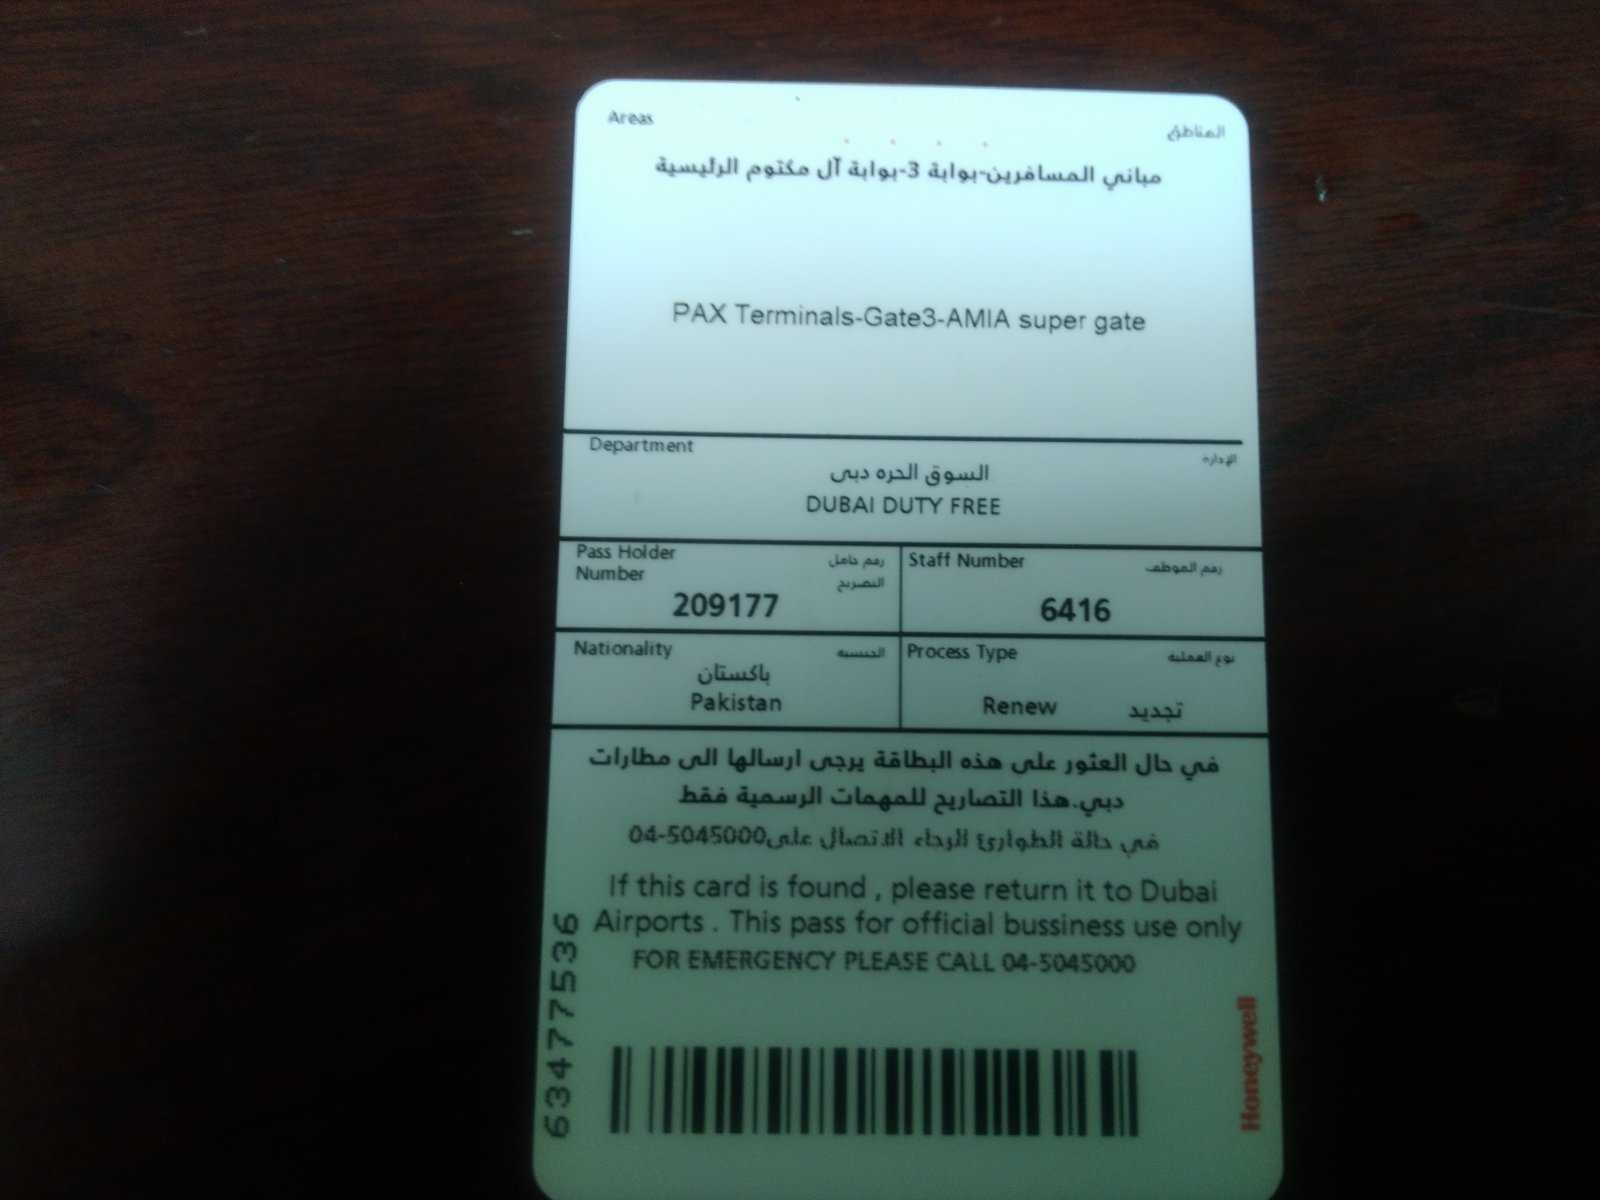 Areas
المناطق
مباني المسافرين-بوابة 3-بوابة آل مكتوم الرئيسية
PAX Terminals-Gate3-AMIA super gate
Department
الإدارة
السوق الحره دبى
DUBAI DUTY FREE
Pass Holder
Number
رقم حامل
التصريح
209177
Staff Number
رقم الموظف
6416
Nationality
الجنسية
باكستان
Pakistan
Process Type
نوع العملية
Renew تجديد
في حال العثور على هذه البطاقة يرجى ارسالها الى مطارات
دبي.هذا التصاريح للمهمات الرسمية فقط
في حالة الطوارئ الرجاء الاتصال على04-5045000
If this card is found , please return it to Dubai
Airports . This pass for official bussiness use only
FOR EMERGENCY PLEASE CALL 04-5045000
63477536
Honeywell